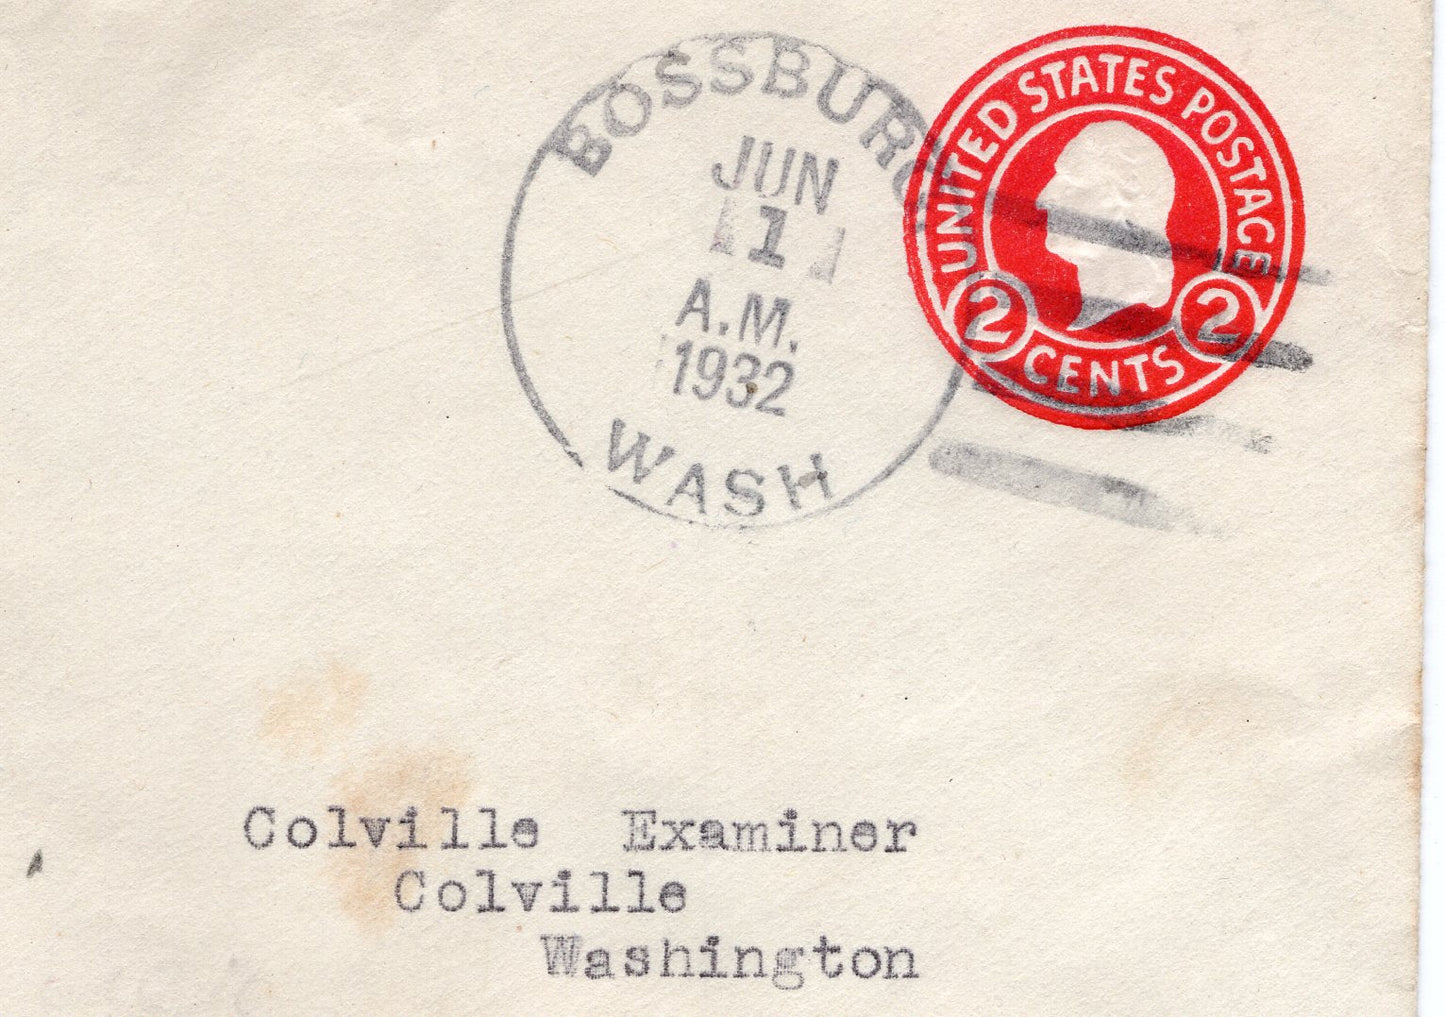 BOSSBURG
JUN
1
A.M.
1932
WASH
UNITED STATES POSTAGE
2 CENTS 2
Colville Examiner
Colville
Washington